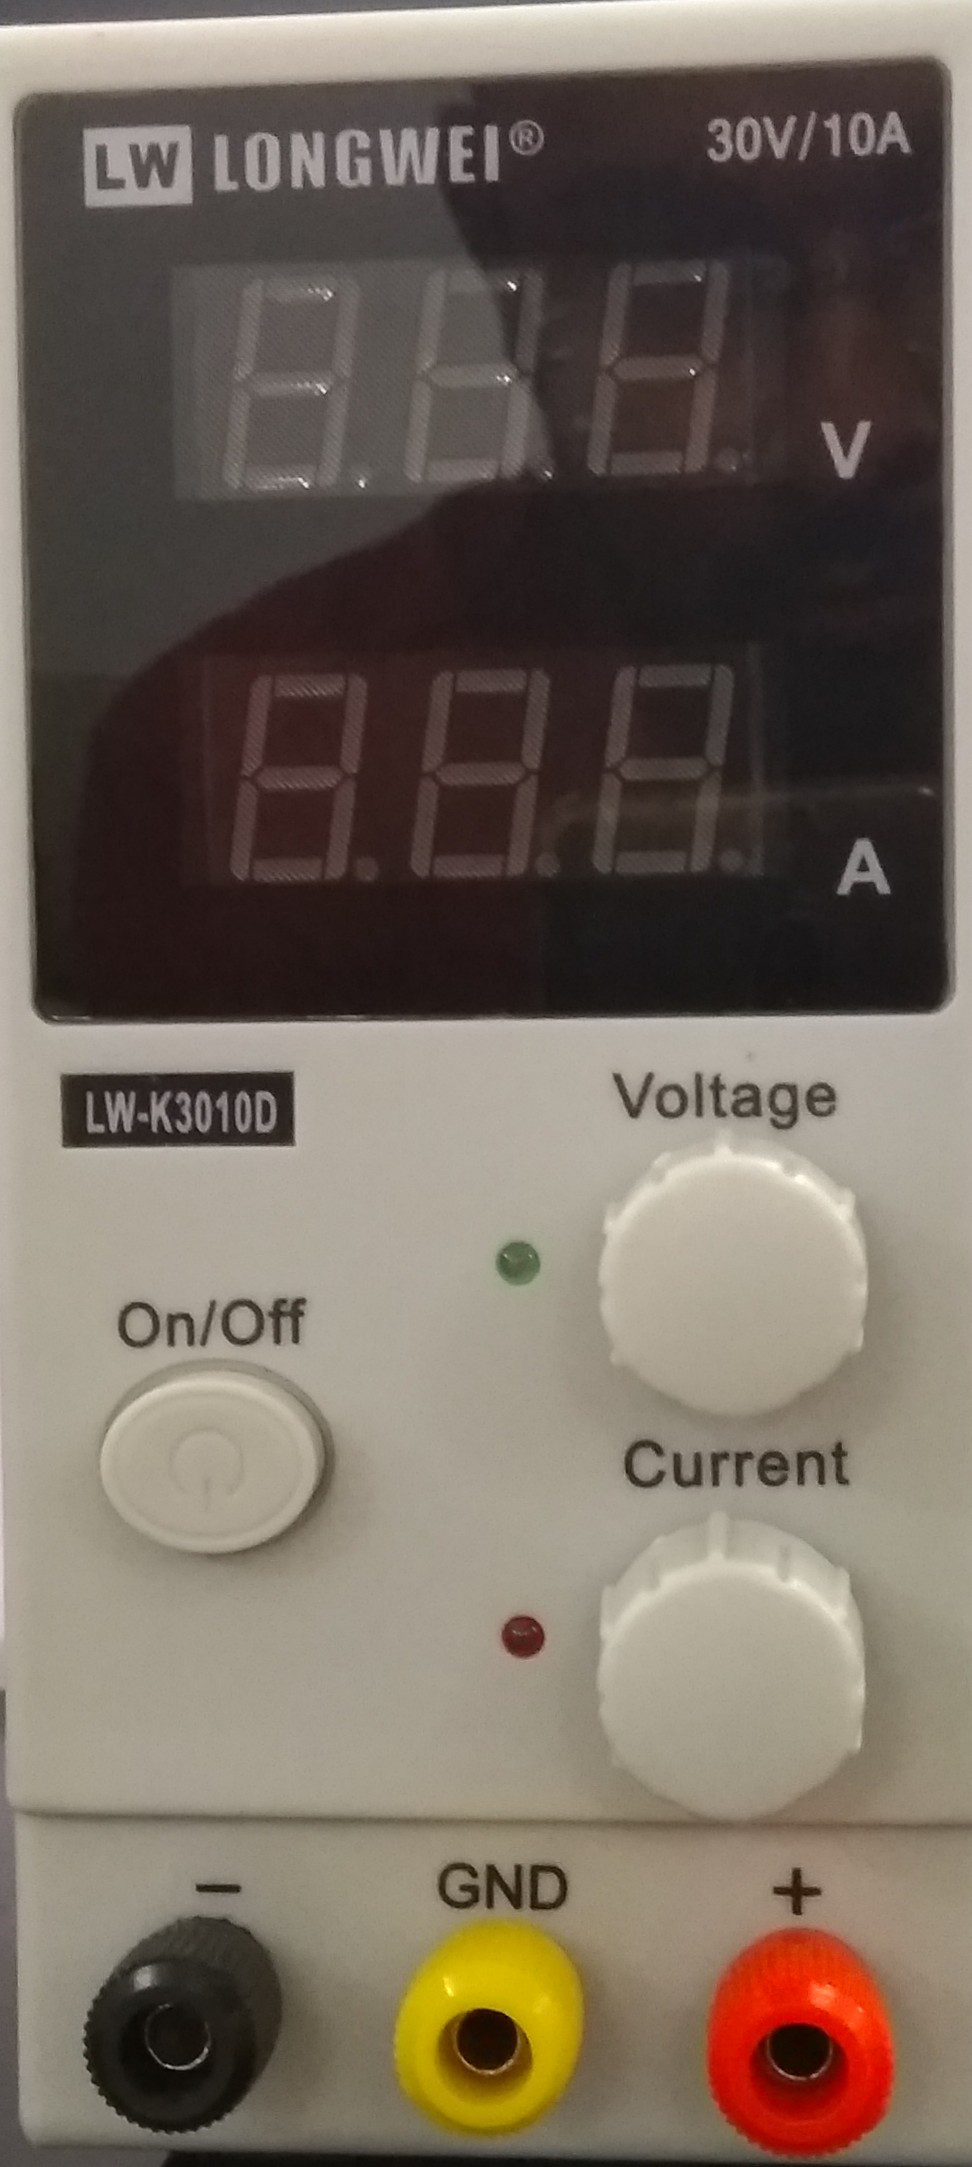 LW LONGWEI® 30V/10A
V
A
LW-K3010D
Voltage
On/Off
Current
− GND +